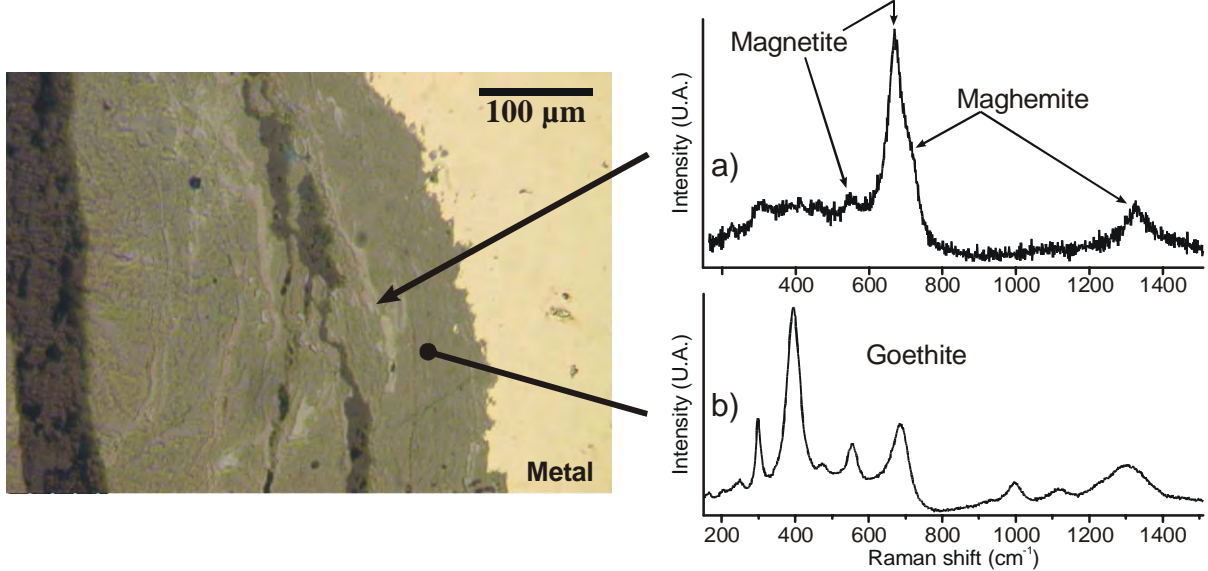 100 µm
Metal
Magnetite
Maghemite
a)
Intensity (U.A.)
400 600 800 1000 1200 1400
Goethite
b)
Intensity (U.A.)
200 400 600 800 1000 1200 1400
Raman shift (cm⁻¹)